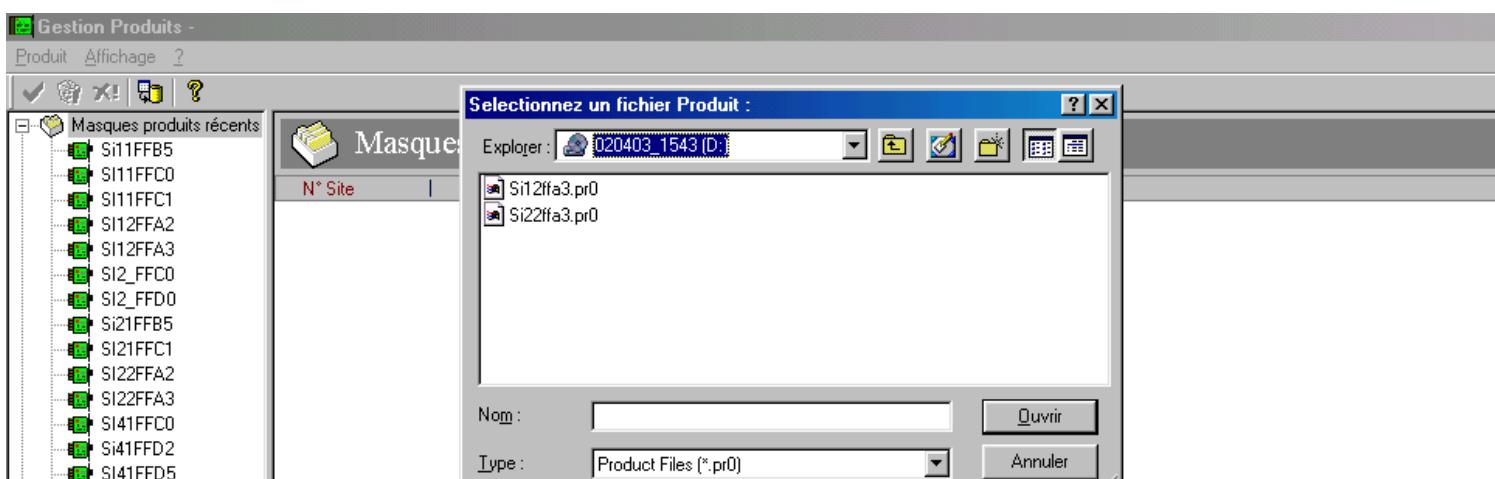 Gestion Produits -
Produit Affichage ?
Masques produits récents
Si11FFB5
SI11FFC0
SI11FFC1
SI12FFA2
SI12FFA3
SI2_FFC0
SI2_FFD0
Si21FFB5
SI21FFC1
SI22FFA2
SI22FFA3
SI41FFC0
Si41FFD2
SI41FFD5
Masques
N° Site
Selectionnez un fichier Produit :
Explorer : 020403_1543 (D:)
Si12ffa3.pr0
Si22ffa3.pr0
Nom :
Ouvrir
Type : Product Files (*.pr0)
Annuler